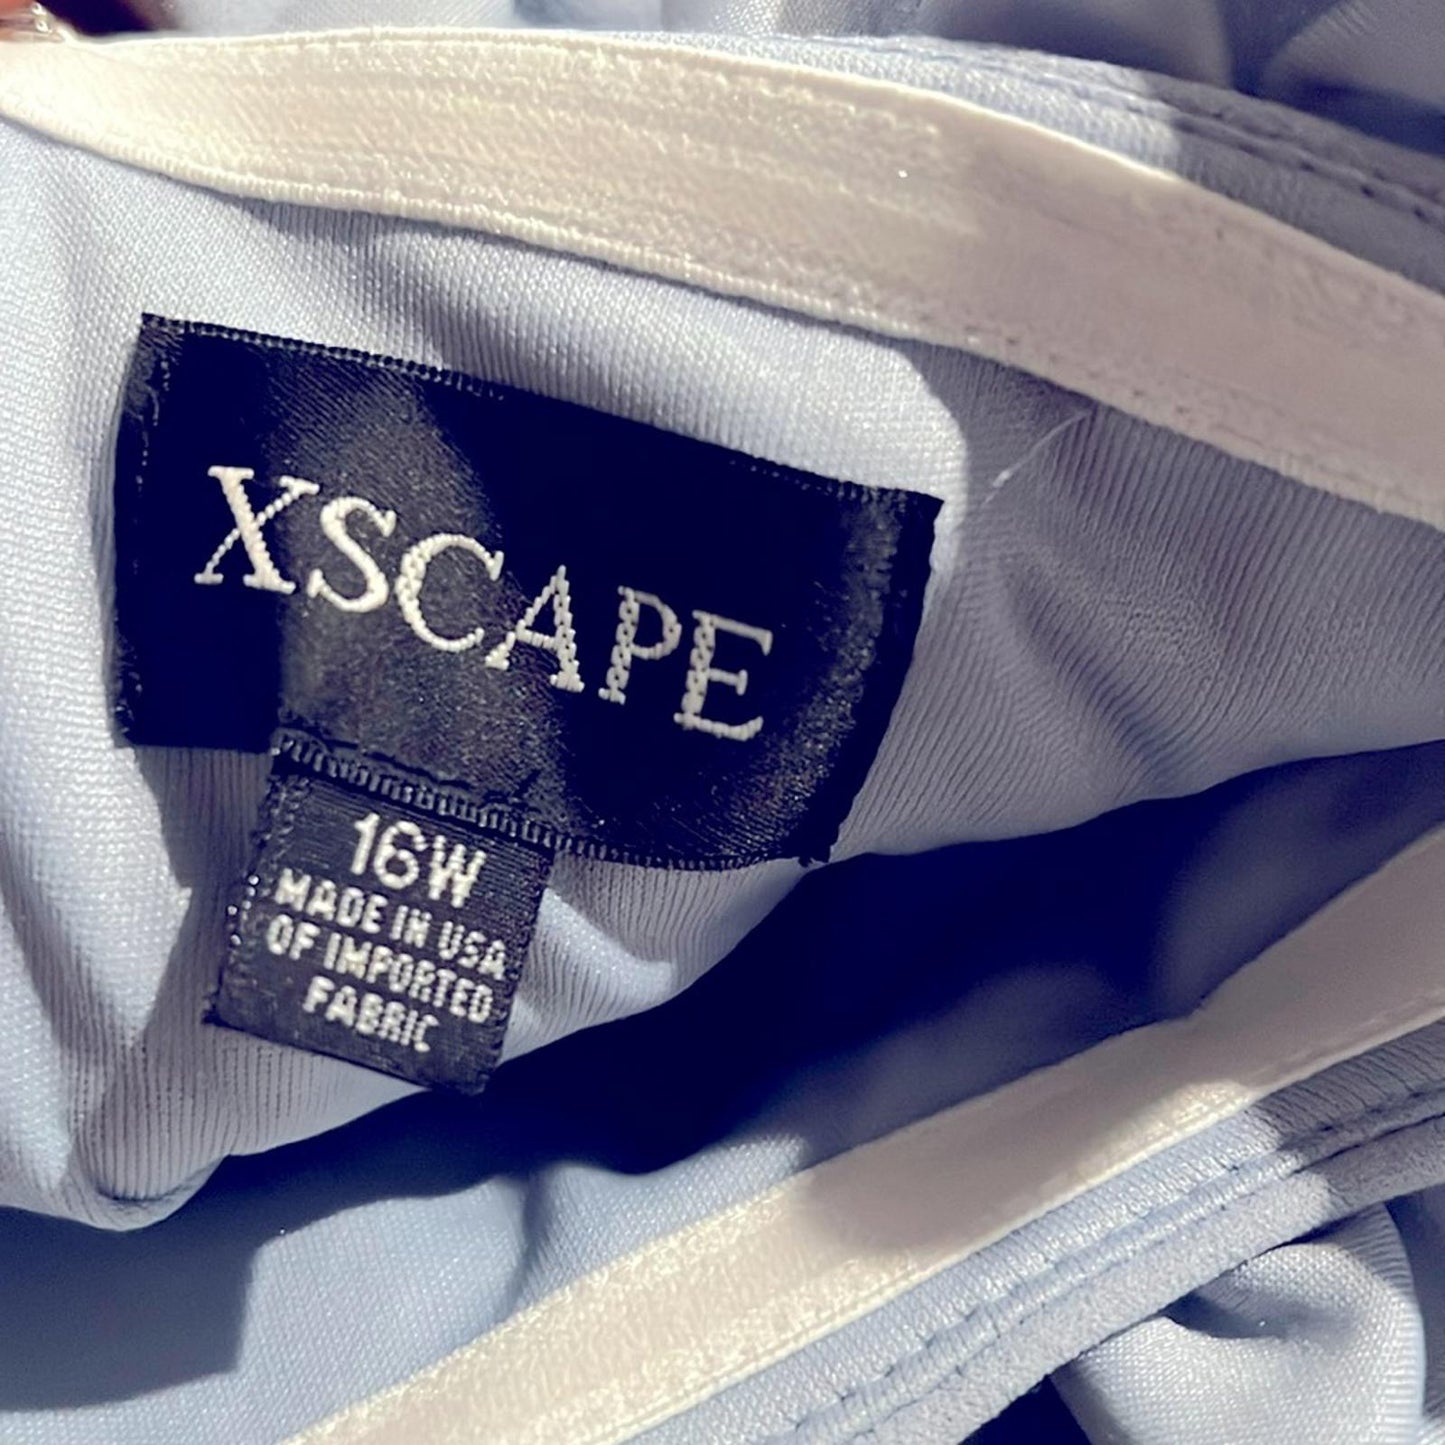 XSCAPE
16W
MADE IN USA
OF IMPORTED
FABRIC